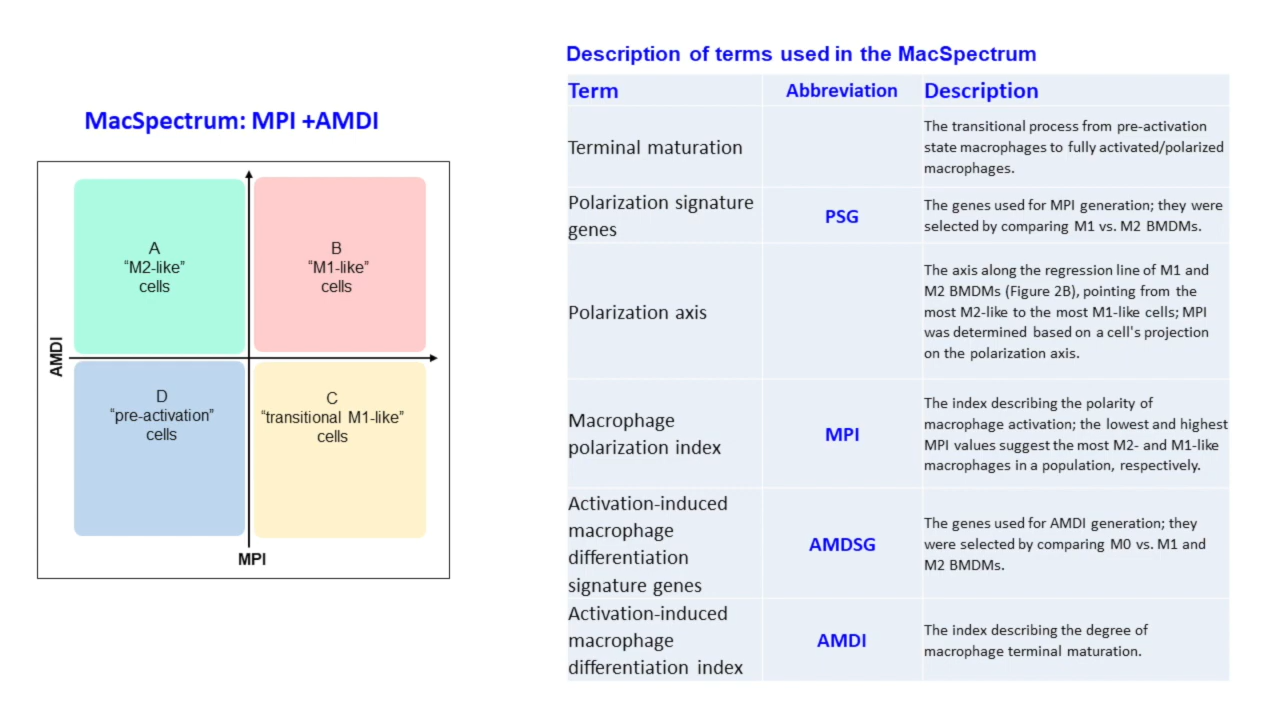 MacSpectrum: MPI +AMDI
A
“M2-like”
cells
B
“M1-like”
cells
AMDI
D
“pre-activation”
cells
C
“transitional M1-like”
cells
MPI
Description of terms used in the MacSpectrum
Term
Abbreviation
Description
Terminal maturation
The transitional process from pre-activation
state macrophages to fully activated/polarized
macrophages.
Polarization signature
genes
PSG
The genes used for MPI generation; they were
selected by comparing M1 vs. M2 BMDMs.
Polarization axis
The axis along the regression line of M1 and
M2 BMDMs (Figure 2B), pointing from the
most M2-like to the most M1-like cells; MPI
was determined based on a cell's projection
on the polarization axis.
Macrophage
polarization index
MPI
The index describing the polarity of
macrophage activation; the lowest and highest
MPI values suggest the most M2- and M1-like
macrophages in a population, respectively.
Activation-induced
macrophage
differentiation
signature genes
AMDSG
The genes used for AMDI generation; they
were selected by comparing M0 vs. M1 and
M2 BMDMs.
Activation-induced
macrophage
differentiation index
AMDI
The index describing the degree of
macrophage terminal maturation.